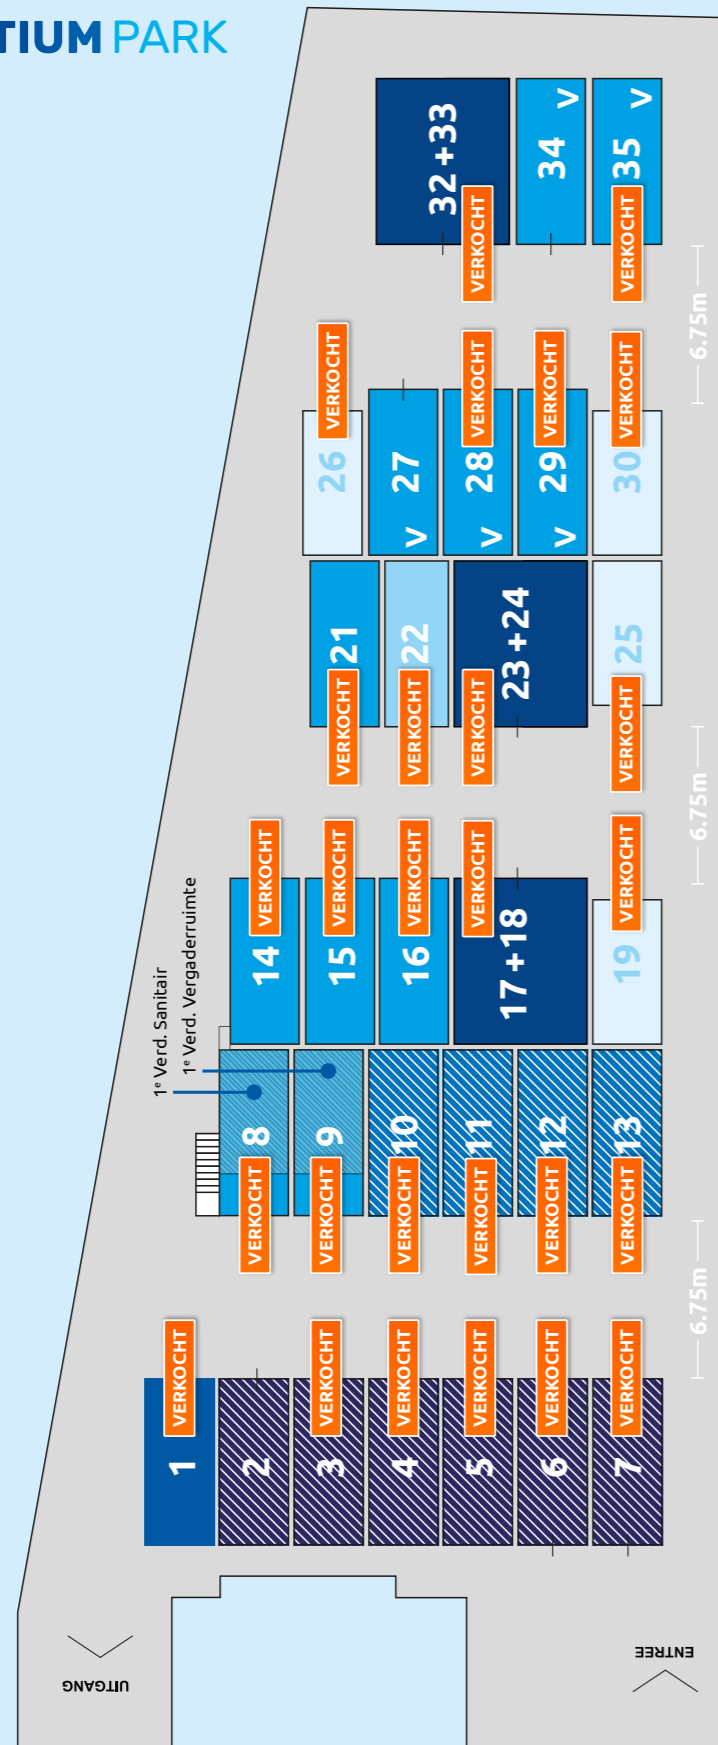 TIUM PARK
32+33
VERKOCHT
34
V
35
V
VERKOCHT
6.75m
26
VERKOCHT
27
V
28
V
VERKOCHT
29
V
VERKOCHT
30
VERKOCHT
21
VERKOCHT
22
VERKOCHT
23+24
VERKOCHT
25
VERKOCHT
6.75m
14
VERKOCHT
15
VERKOCHT
16
VERKOCHT
17+18
VERKOCHT
19
VERKOCHT
1e Verd. Sanitair
1e Verd. Vergaderruimte
8
VERKOCHT
9
VERKOCHT
10
VERKOCHT
11
VERKOCHT
12
VERKOCHT
13
VERKOCHT
6.75m
1
VERKOCHT
2
3
VERKOCHT
4
VERKOCHT
5
VERKOCHT
6
VERKOCHT
7
VERKOCHT
UITGANG
ENTREE